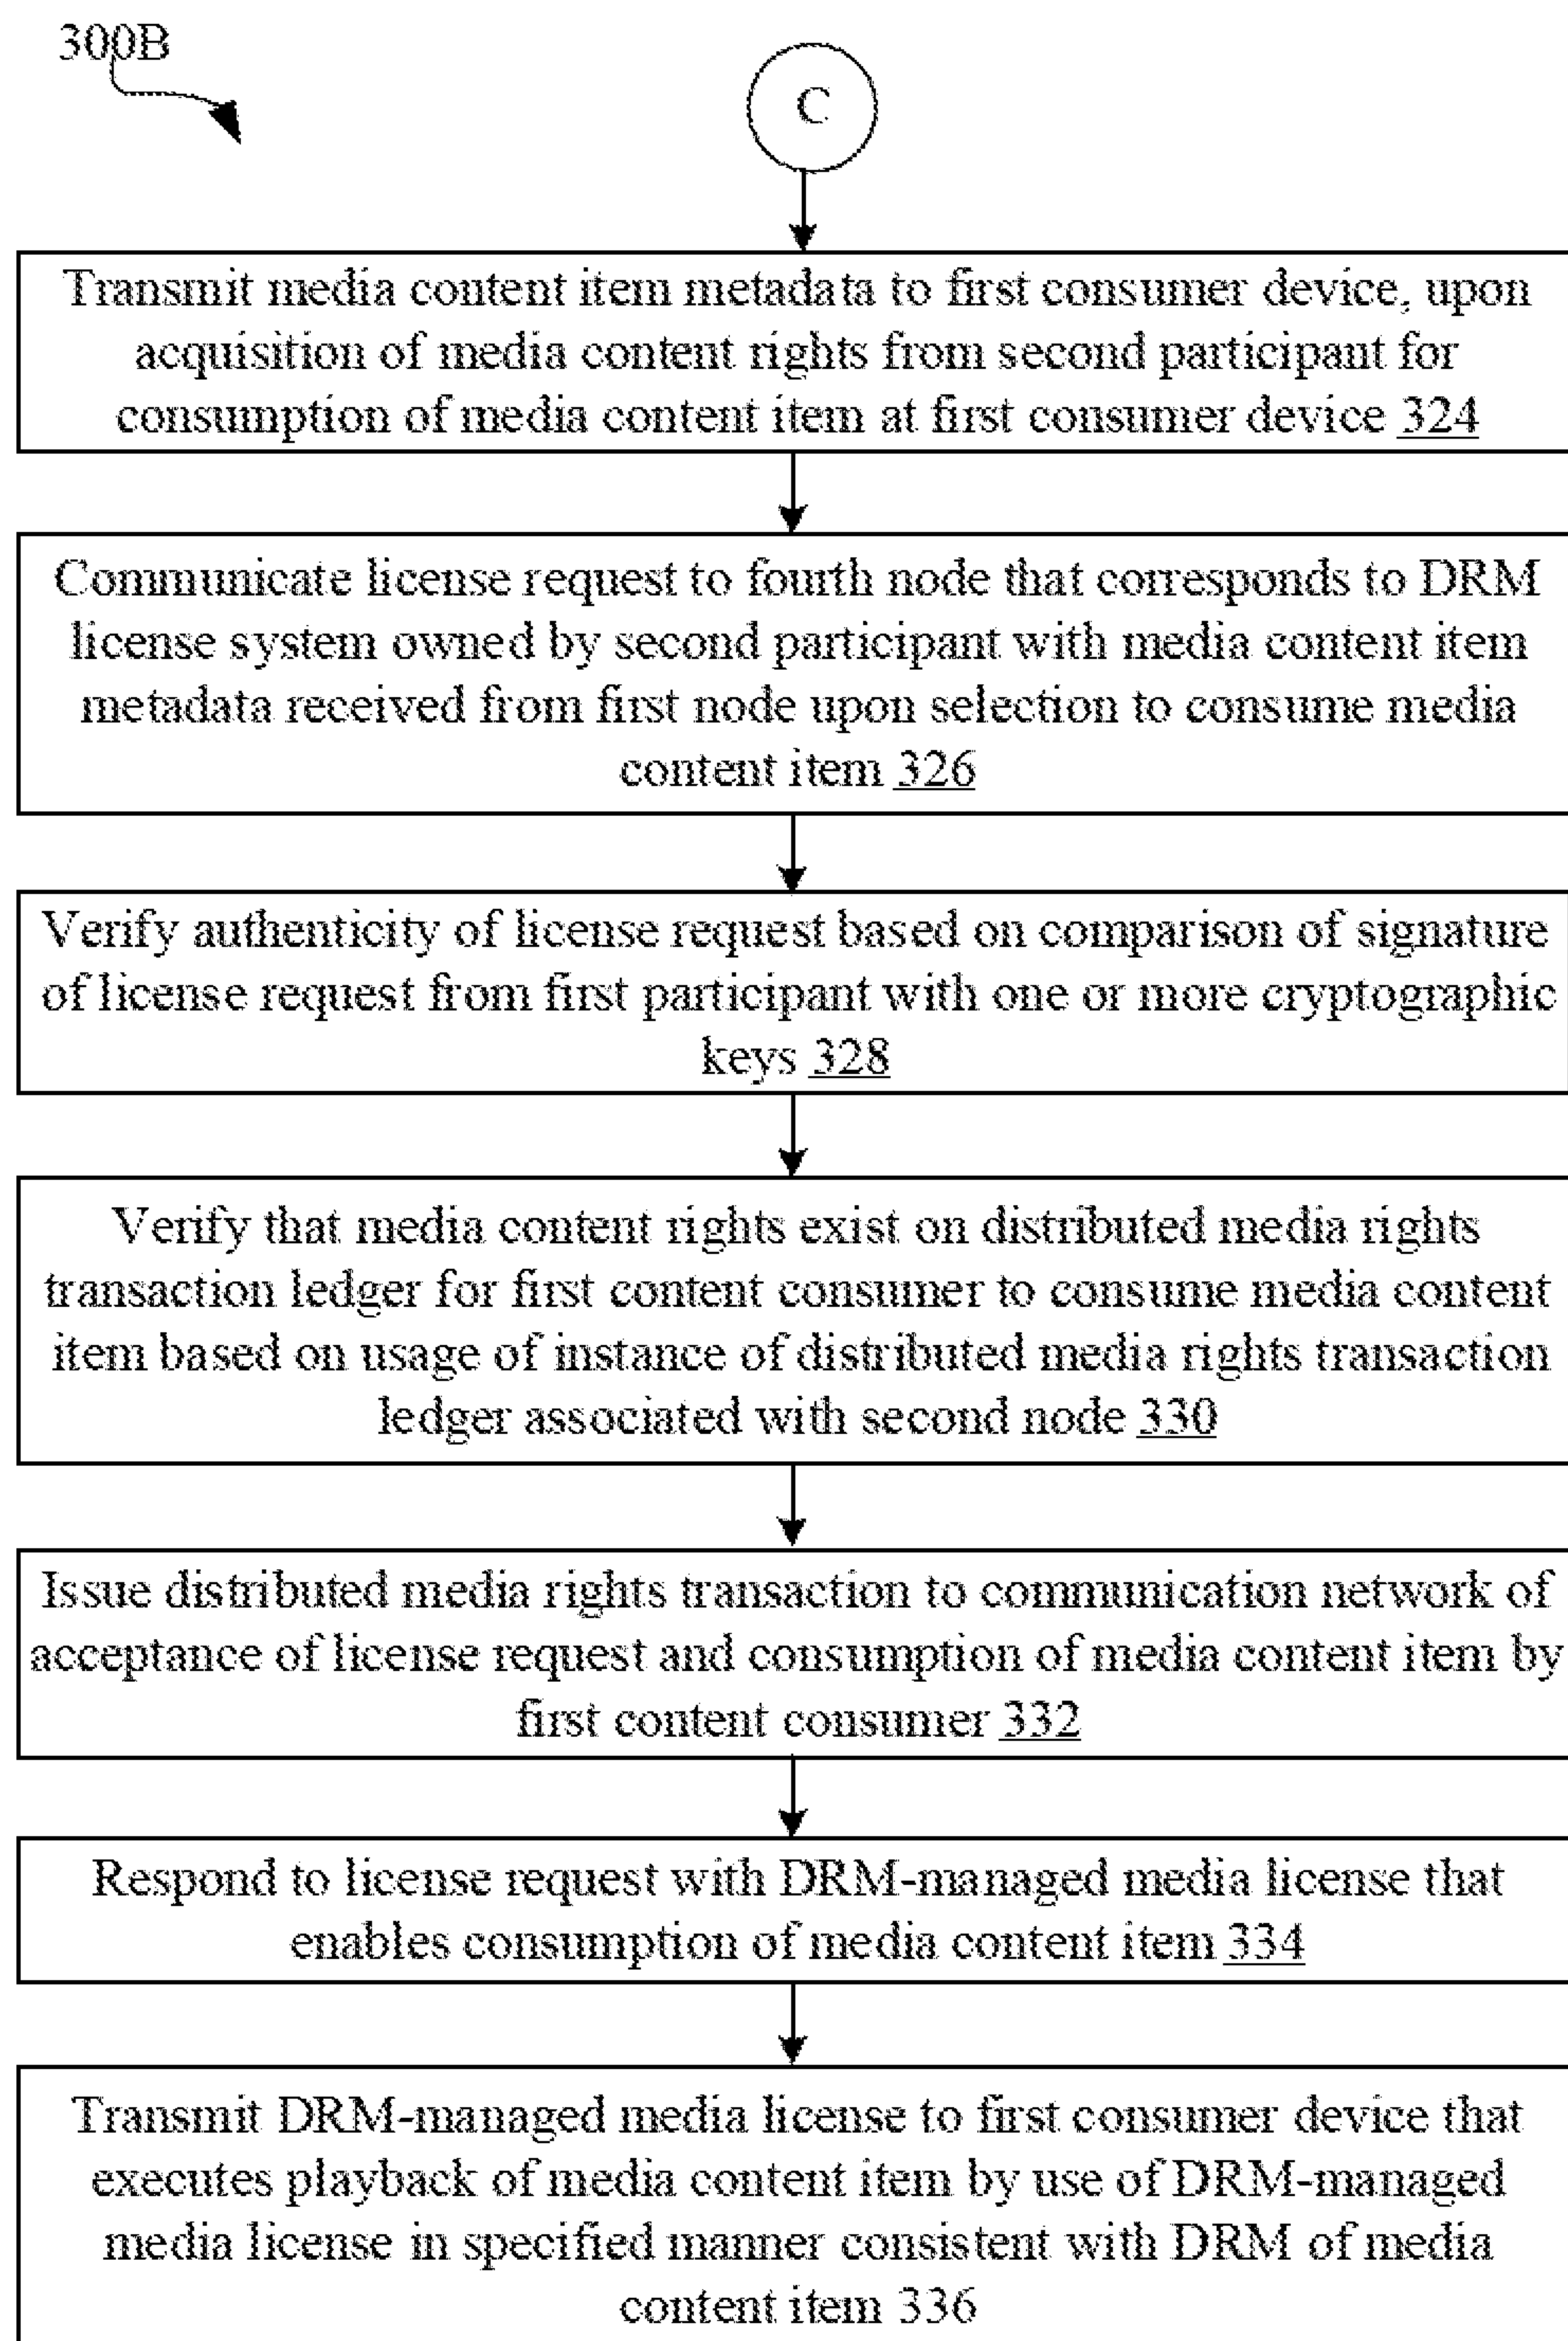 300B
C
Transmit media content item metadata to first consumer device, upon
acquisition of media content rights from second participant for
consumption of media content item at first consumer device 324
Communicate license request to fourth node that corresponds to DRM
license system owned by second participant with media content item
metadata received from first node upon selection to consume media
content item 326
Verify authenticity of license request based on comparison of signature
of license request from first participant with one or more cryptographic
keys 328
Verify that media content rights exist on distributed media rights
transaction ledger for first content consumer to consume media content
item based on usage of instance of distributed media rights transaction
ledger associated with second node 330
Issue distributed media rights transaction to communication network of
acceptance of license request and consumption of media content item by
first content consumer 332
Respond to license request with DRM-managed media license that
enables consumption of media content item 334
Transmit DRM-managed media license to first consumer device that
executes playback of media content item by use of DRM-managed
media license in specified manner consistent with DRM of media
content item 336